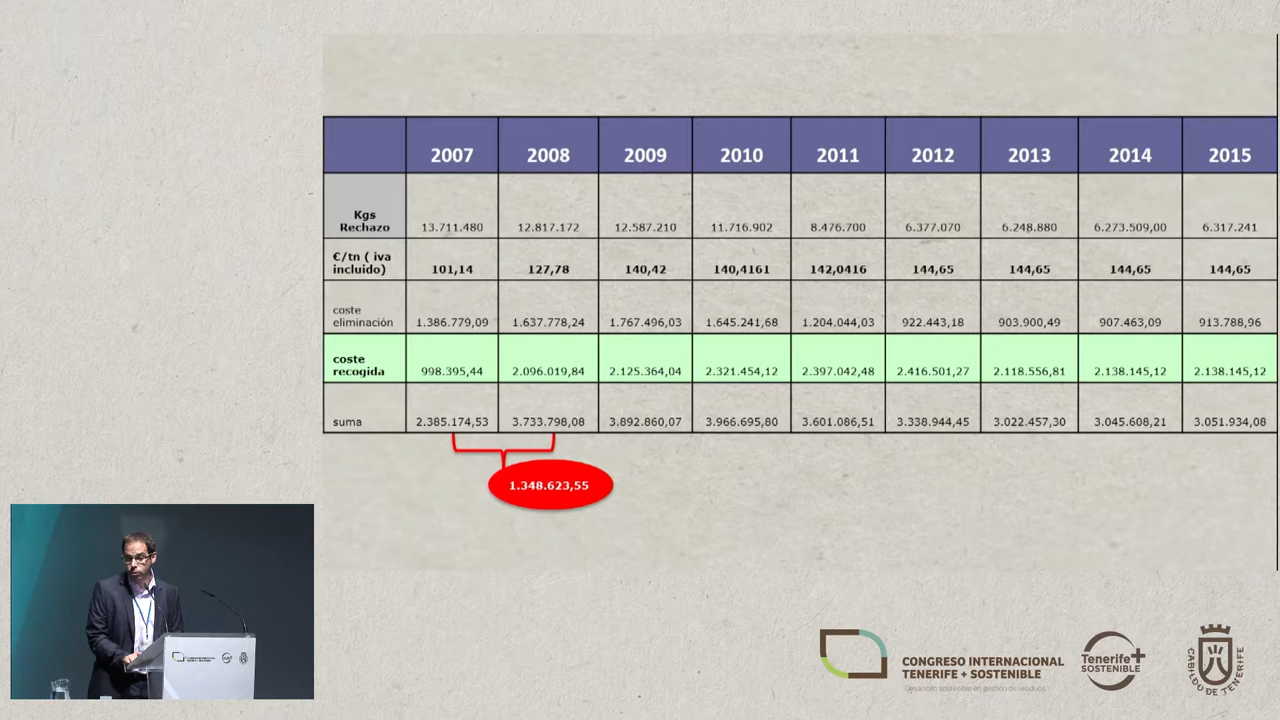 2007 2008 2009 2010 2011 2012 2013 2014 2015
Kgs
Rechazo 13.711.480 12.817.172 12.587.210 11.716.902 8.476.700 6.377.070 6.248.880 6.273.509,00 6.317.241
€/tn ( iva
incluido) 101,14 127,78 140,42 140,4161 142,0416 144,65 144,65 144,65 144,65
coste
eliminación 1.386.779,09 1.637.778,24 1.767.496,03 1.645.241,68 1.204.044,03 922.443,18 903.900,49 907.463,09 913.788,96
coste
recogida 998.395,44 2.096.019,84 2.125.364,04 2.321.454,12 2.397.042,48 2.416.501,27 2.118.556,81 2.138.145,12 2.138.145,12
suma 2.385.174,53 3.733.798,08 3.892.860,07 3.966.695,80 3.601.086,51 3.338.944,45 3.022.457,30 3.045.608,21 3.051.934,08
1.348.623,55
CONGRESO INTERNACIONAL
TENERIFE + SOSTENIBLE
Desarrollo sostenible en gestión de residuos
Tenerife+
SOSTENIBLE
CABILDO DE TENERIFE